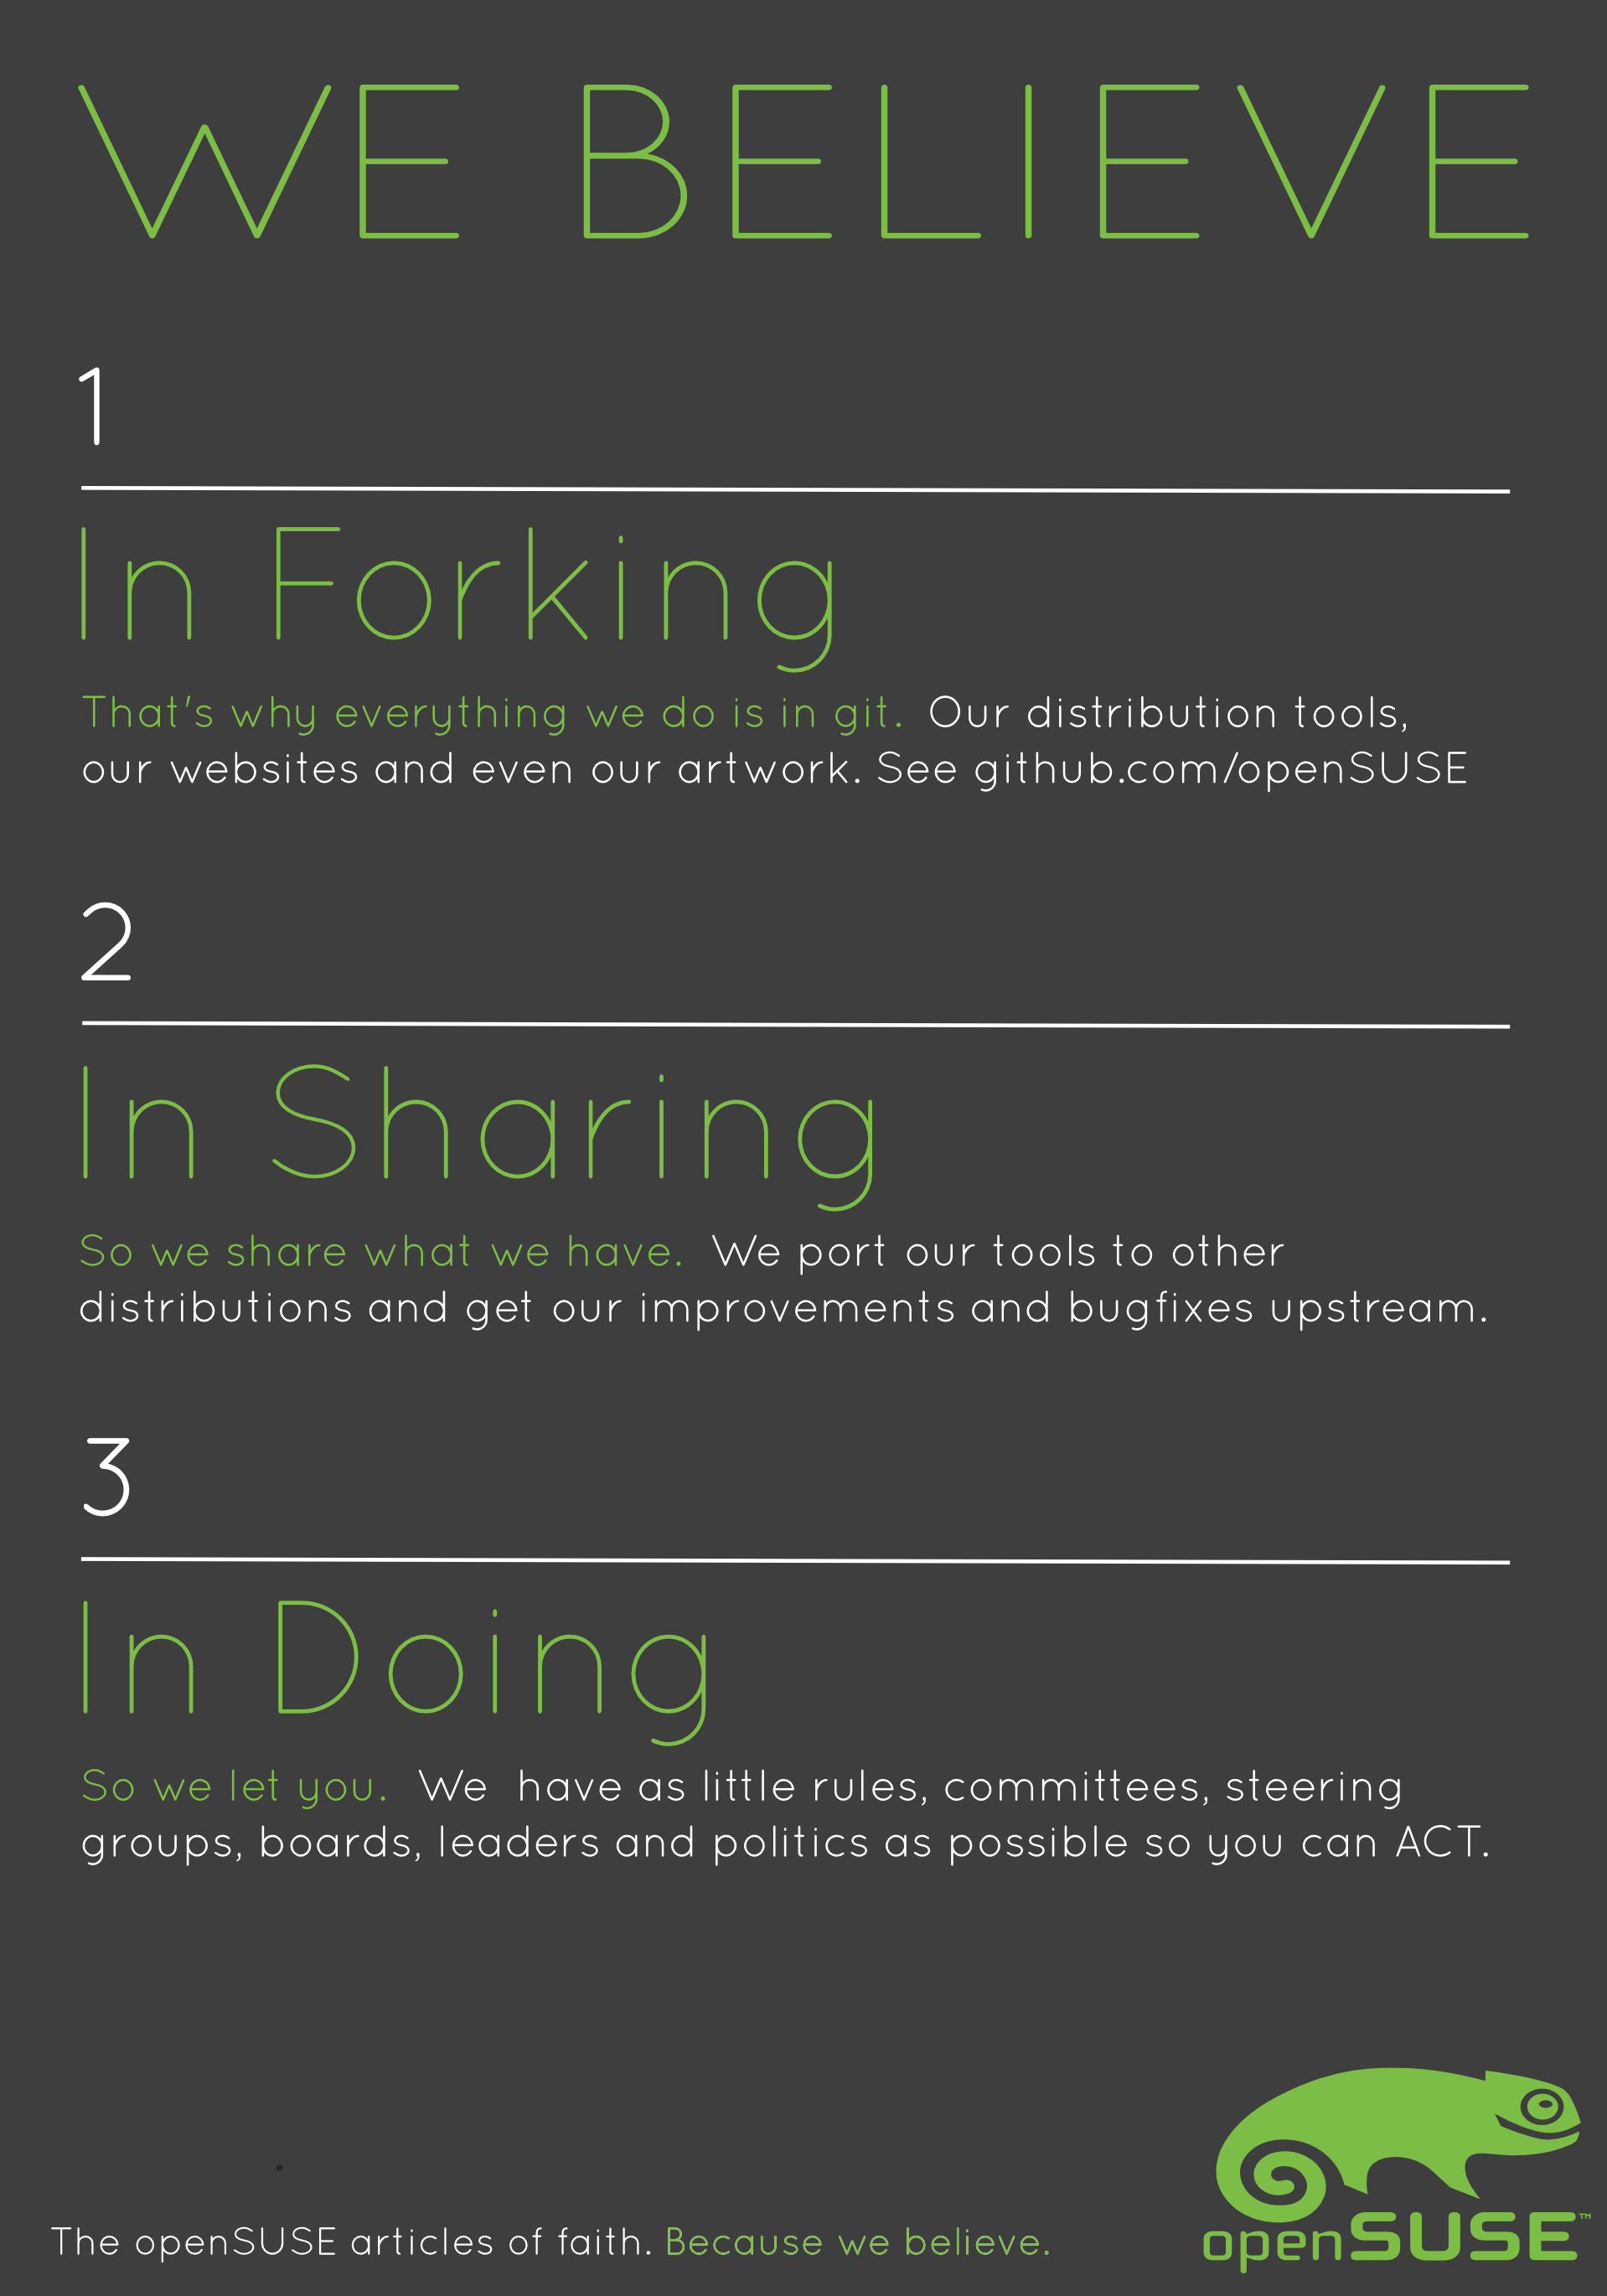 WE BELIEVE
1
In Forking
That's why everything we do is in git. Our distribution tools,
our websites and even our artwork. See github.com/openSUSE
2
In Sharing
So we share what we have. We port our tools to other
distributions and get our improvements and bugfixes upstream.
3
In Doing
So we let you. We have as little rules, committees, steering
groups, boards, leaders and politics as possible so you can ACT.
The openSUSE articles of faith. Because we believe.
openSUSE™